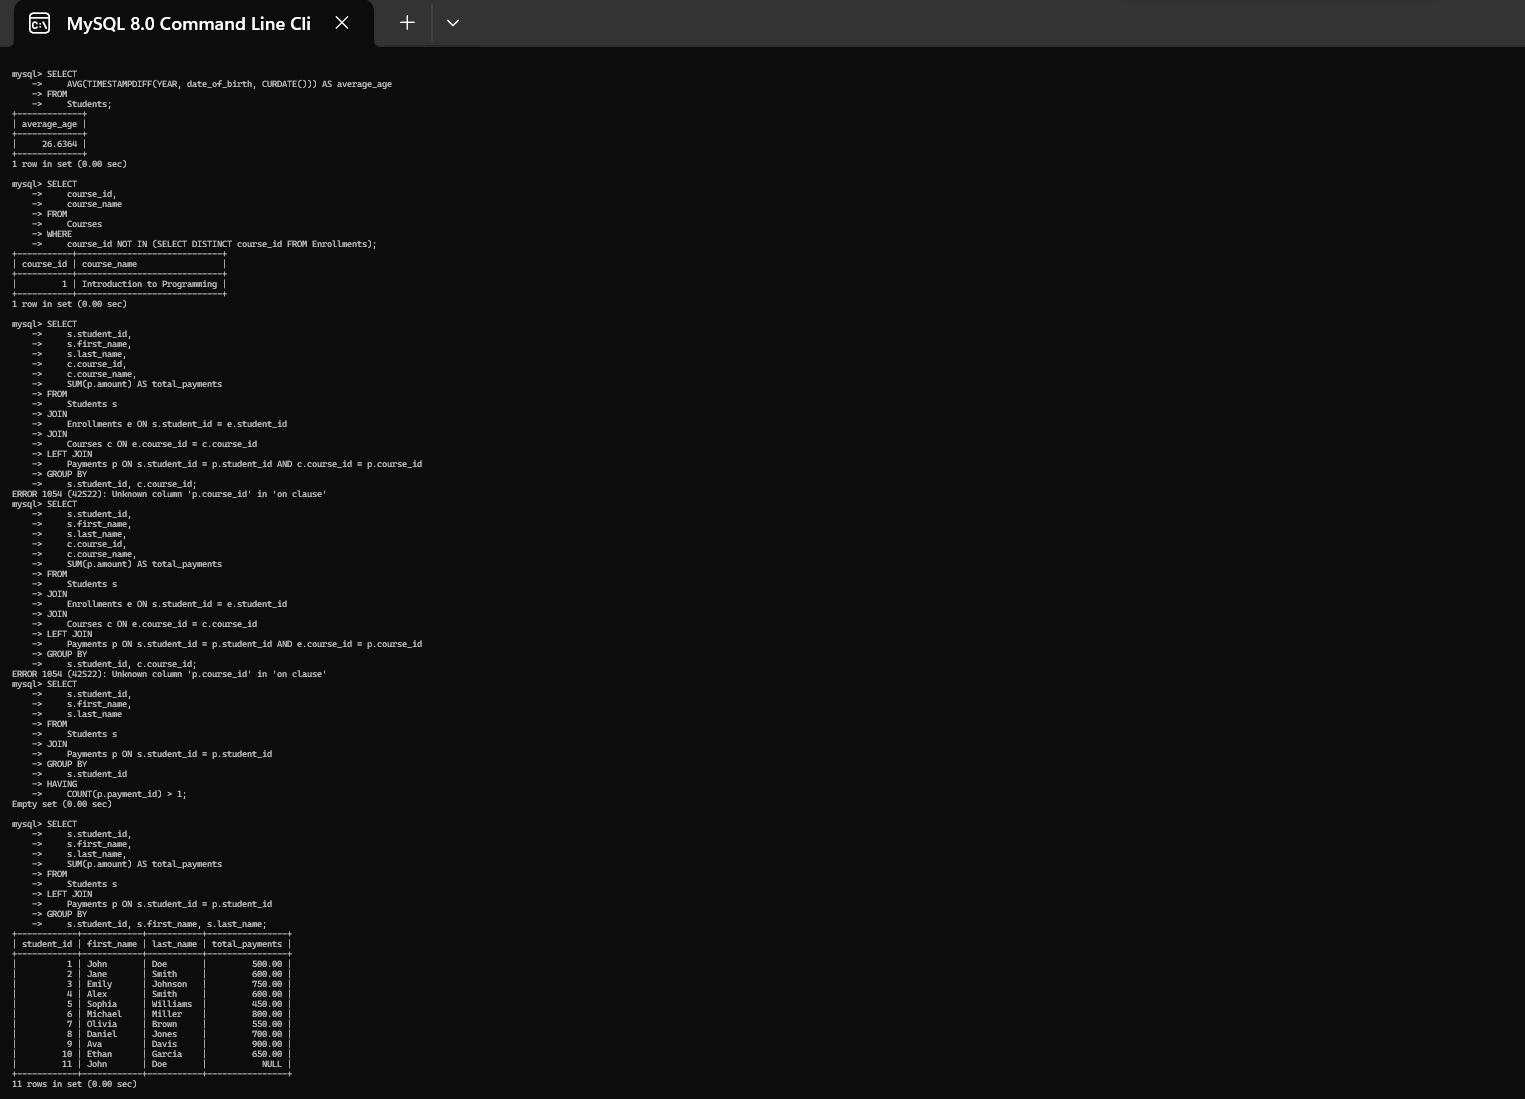 MySQL 8.0 Command Line Cli
mysql> SELECT
    ->     AVG(TIMESTAMPDIFF(YEAR, date_of_birth, CURDATE())) AS average_age
    -> FROM
    ->     Students;
+-------------+
| average_age |
+-------------+
|     26.6364 |
+-------------+
1 row in set (0.00 sec)
mysql> SELECT
    ->     course_id,
    ->     course_name
    -> FROM
    ->     Courses
    -> WHERE
    ->     course_id NOT IN (SELECT DISTINCT course_id FROM Enrollments);
+-----------+-----------------------------+
| course_id | course_name                 |
+-----------+-----------------------------+
|         1 | Introduction to Programming |
+-----------+-----------------------------+
1 row in set (0.00 sec)
mysql> SELECT
    ->     s.student_id,
    ->     s.first_name,
    ->     s.last_name,
    ->     c.course_id,
    ->     c.course_name,
    ->     SUM(p.amount) AS total_payments
    -> FROM
    ->     Students s
    -> JOIN
    ->     Enrollments e ON s.student_id = e.student_id
    -> JOIN
    ->     Courses c ON e.course_id = c.course_id
    -> LEFT JOIN
    ->     Payments p ON s.student_id = p.student_id AND c.course_id = p.course_id
    -> GROUP BY
    ->     s.student_id, c.course_id;
ERROR 1054 (42S22): Unknown column 'p.course_id' in 'on clause'
mysql> SELECT
    ->     s.student_id,
    ->     s.first_name,
    ->     s.last_name,
    ->     c.course_id,
    ->     c.course_name,
    ->     SUM(p.amount) AS total_payments
    -> FROM
    ->     Students s
    -> JOIN
    ->     Enrollments e ON s.student_id = e.student_id
    -> JOIN
    ->     Courses c ON e.course_id = c.course_id
    -> LEFT JOIN
    ->     Payments p ON s.student_id = p.student_id AND e.course_id = p.course_id
    -> GROUP BY
    ->     s.student_id, c.course_id;
ERROR 1054 (42S22): Unknown column 'p.course_id' in 'on clause'
mysql> SELECT
    ->     s.student_id,
    ->     s.first_name,
    ->     s.last_name
    -> FROM
    ->     Students s
    -> JOIN
    ->     Payments p ON s.student_id = p.student_id
    -> GROUP BY
    ->     s.student_id
    -> HAVING
    ->     COUNT(p.payment_id) > 1;
Empty set (0.00 sec)
mysql> SELECT
    ->     s.student_id,
    ->     s.first_name,
    ->     s.last_name,
    ->     SUM(p.amount) AS total_payments
    -> FROM
    ->     Students s
    -> LEFT JOIN
    ->     Payments p ON s.student_id = p.student_id
    -> GROUP BY
    ->     s.student_id, s.first_name, s.last_name;
+------------+------------+-----------+----------------+
| student_id | first_name | last_name | total_payments |
+------------+------------+-----------+----------------+
|          1 | John       | Doe       |         500.00 |
|          2 | Jane       | Smith     |         600.00 |
|          3 | Emily      | Johnson   |         750.00 |
|          4 | Alex       | Smith     |         600.00 |
|          5 | Sophia     | Williams  |         450.00 |
|          6 | Michael    | Miller    |         800.00 |
|          7 | Olivia     | Brown     |         550.00 |
|          8 | Daniel     | Jones     |         700.00 |
|          9 | Ava        | Davis     |         900.00 |
|         10 | Ethan      | Garcia    |         650.00 |
|         11 | John       | Doe       |           NULL |
+------------+------------+-----------+----------------+
11 rows in set (0.00 sec)